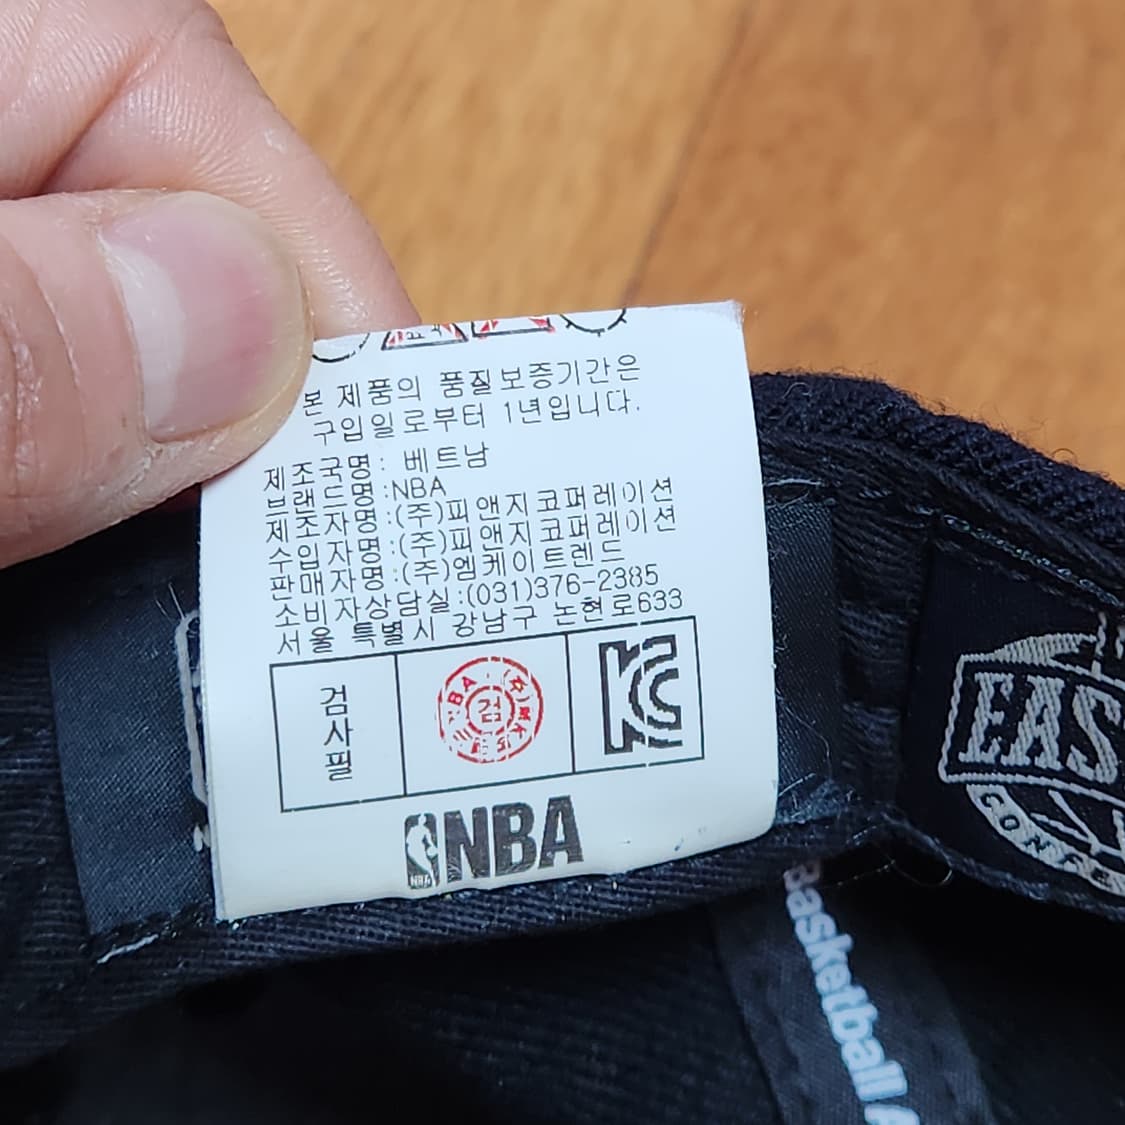 본 제품의 품질보증기간은
구입일로부터 1년입니다.
제조국명: 베트남
브랜드명:NBA
제조자명:(주)피앤지코퍼레이션
수입자명:(주)피앤지코퍼레이션
판매자명:(주)엠케이트렌드
소비자상담실:(031)376-2385
서울 특별시 강남구 논현로633
검사필
검
KC
NBA
NBA
EAS
CONF
Basketball A